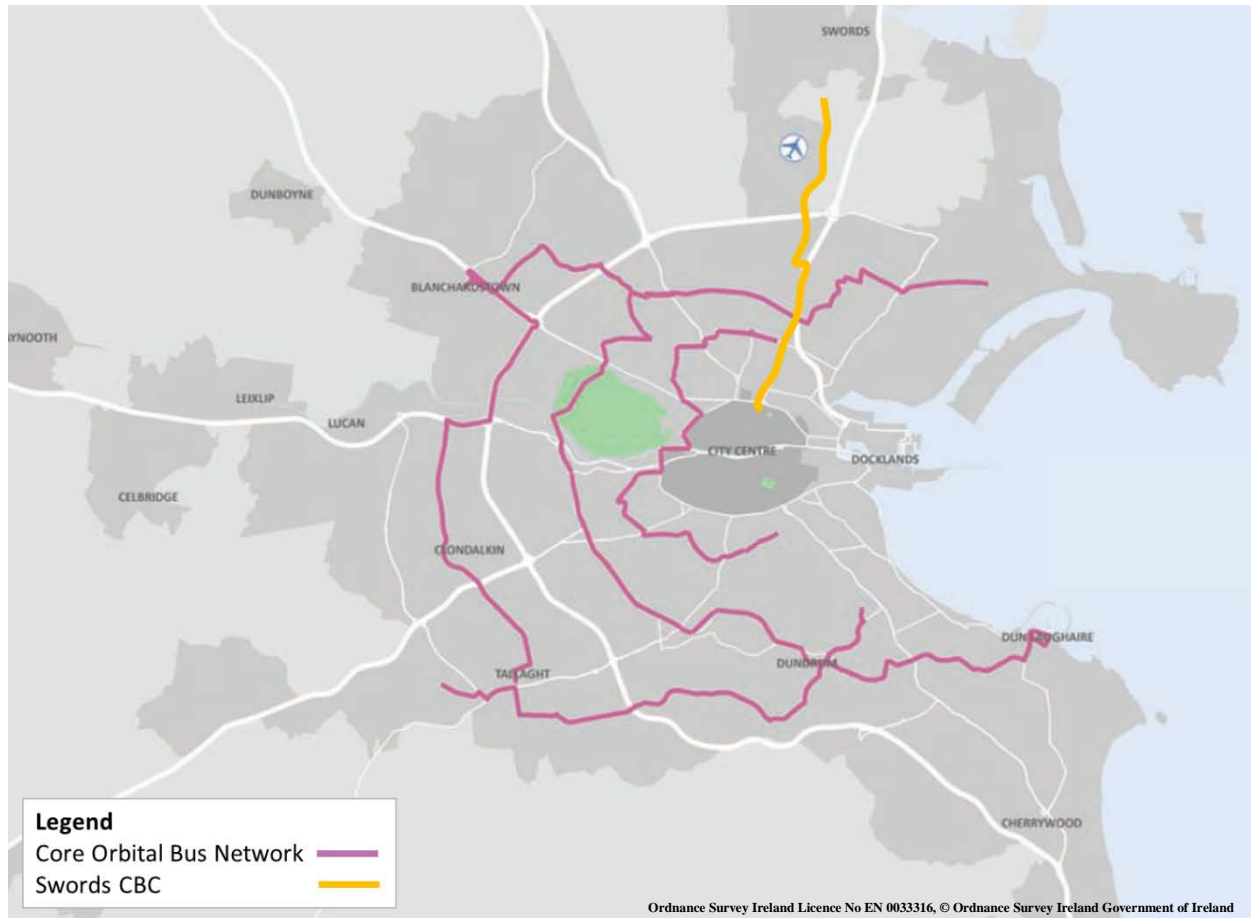 SWORDS
DUNBOYNE
BLANCHARDSTOWN
AYNOOTH
LEIXLIP
LUCAN
CITY CENTRE
DOCKLANDS
CELBRIDGE
CLONDALKIN
DUN LAOGHAIRE
DUNDRUM
TALLAGHT
CHERRYWOOD
Legend
Core Orbital Bus Network
Swords CBC
Ordnance Survey Ireland Licence No EN 0033316, © Ordnance Survey Ireland Government of Ireland